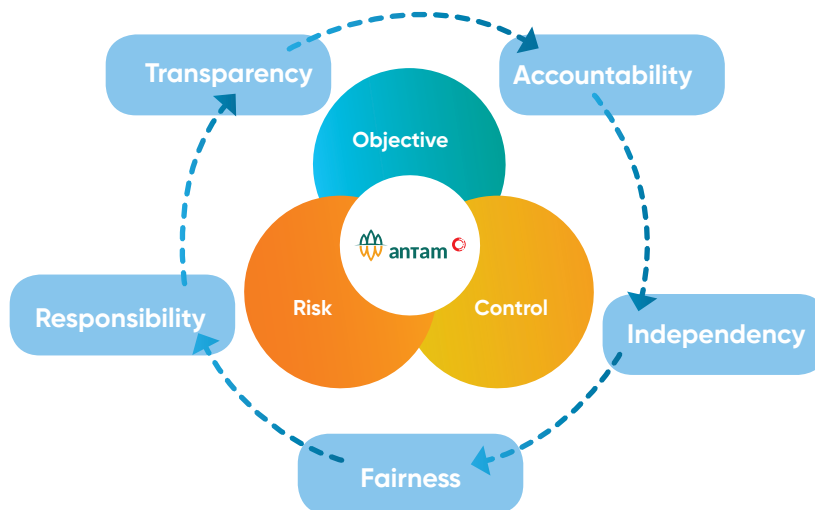 Transparency
Accountability
Objective
antam
Risk
Control
Responsibility
Independency
Fairness